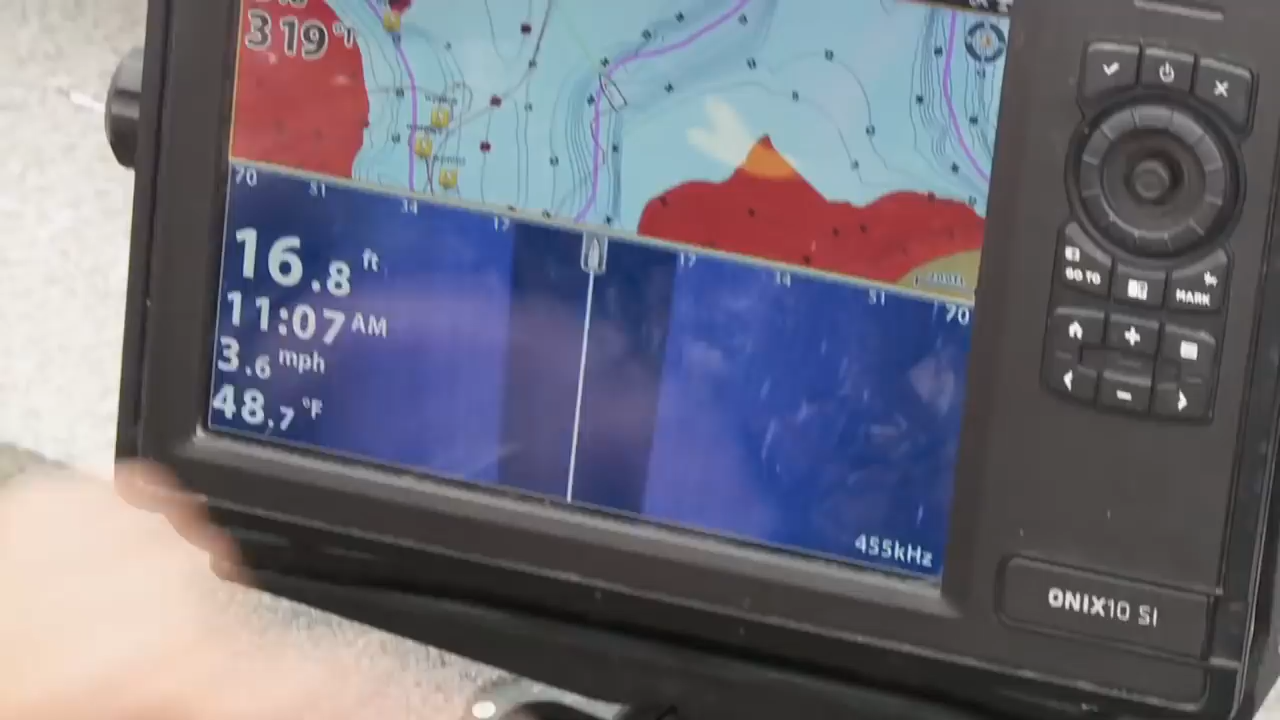 319 °T
70 51 34 17 17 34 51 70
16.8 ft
11:07 AM
3.6 mph
48.7 °F
455kHz
GO TO
MARK
ONIX10 SI